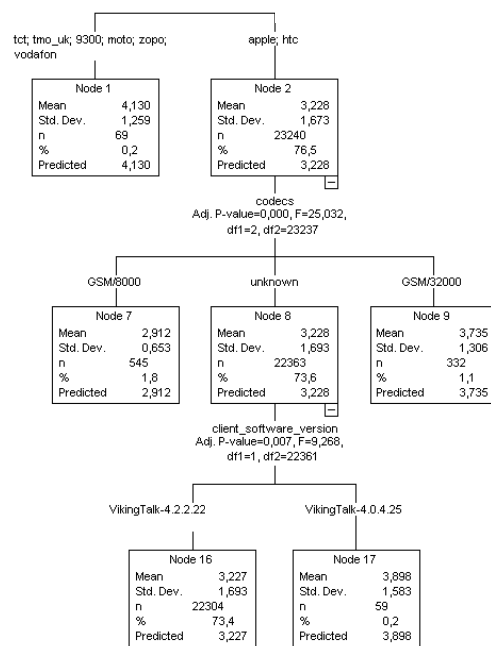 tct; tmo_uk; 9300; moto; zopo;
vodafon
apple; htc
Node 1
Mean 4,130
Std. Dev. 1,259
n 69
% 0,2
Predicted 4,130
Node 2
Mean 3,228
Std. Dev. 1,673
n 23240
% 76,5
Predicted 3,228
codecs
Adj. P-value=0,000, F=25,032,
df1=2, df2=23237
GSM/8000
unknown
GSM/32000
Node 7
Mean 2,912
Std. Dev. 0,653
n 545
% 1,8
Predicted 2,912
Node 8
Mean 3,228
Std. Dev. 1,693
n 22363
% 73,6
Predicted 3,228
Node 9
Mean 3,735
Std. Dev. 1,306
n 332
% 1,1
Predicted 3,735
client_software_version
Adj. P-value=0,007, F=9,268,
df1=1, df2=22361
VikingTalk-4.2.2.22
VikingTalk-4.0.4.25
Node 16
Mean 3,227
Std. Dev. 1,693
n 22304
% 73,4
Predicted 3,227
Node 17
Mean 3,898
Std. Dev. 1,583
n 59
% 0,2
Predicted 3,898